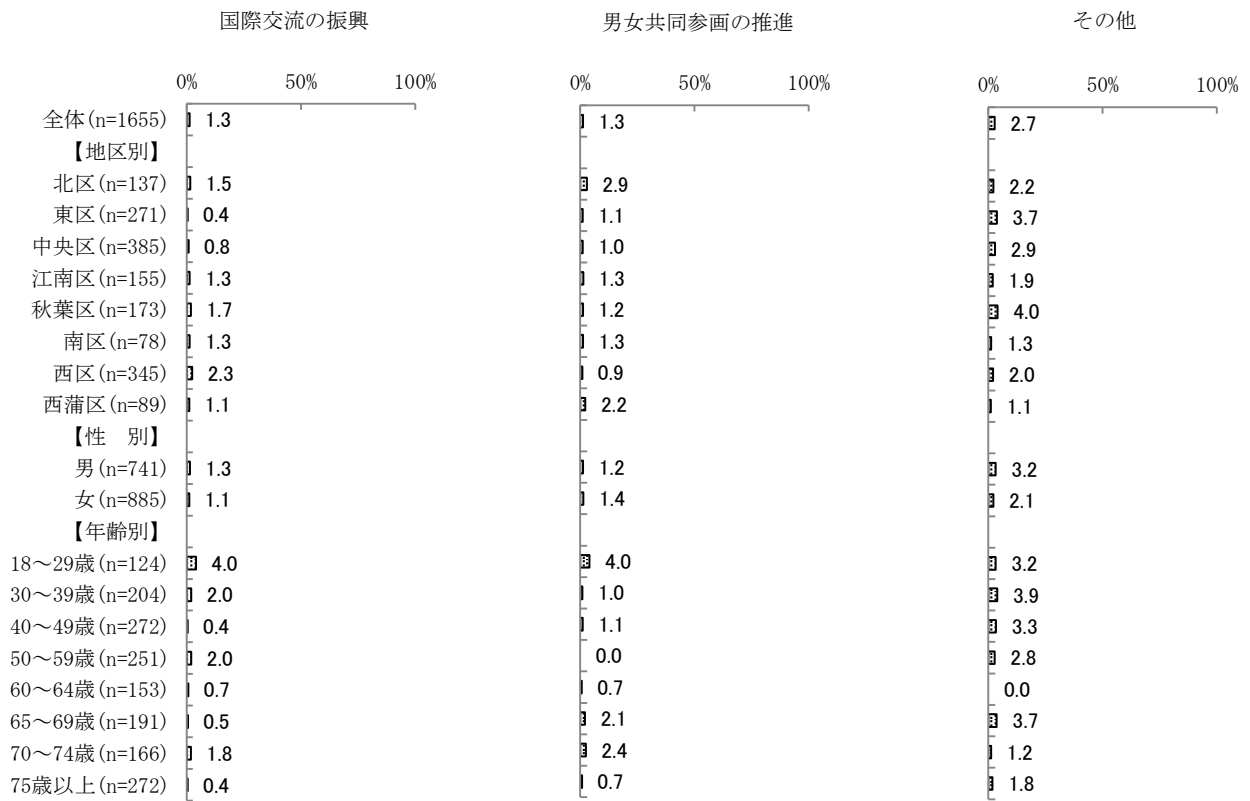 国際交流の振興 男女共同参画の推進 その他
0% 50% 100% 0% 50% 100% 0% 50% 100%
全体(n=1655) 1.3 1.3 2.7
【地区別】
北区(n=137) 1.5 2.9 2.2
東区(n=271) 0.4 1.1 3.7
中央区(n=385) 0.8 1.0 2.9
江南区(n=155) 1.3 1.3 1.9
秋葉区(n=173) 1.7 1.2 4.0
南区(n=78) 1.3 1.3 1.3
西区(n=345) 2.3 0.9 2.0
西蒲区(n=89) 1.1 2.2 1.1
【性　別】
男(n=741) 1.3 1.2 3.2
女(n=885) 1.1 1.4 2.1
【年齢別】
18～29歳(n=124) 4.0 4.0 3.2
30～39歳(n=204) 2.0 1.0 3.9
40～49歳(n=272) 0.4 1.1 3.3
50～59歳(n=251) 2.0 0.0 2.8
60～64歳(n=153) 0.7 0.7 0.0
65～69歳(n=191) 0.5 2.1 3.7
70～74歳(n=166) 1.8 2.4 1.2
75歳以上(n=272) 0.4 0.7 1.8